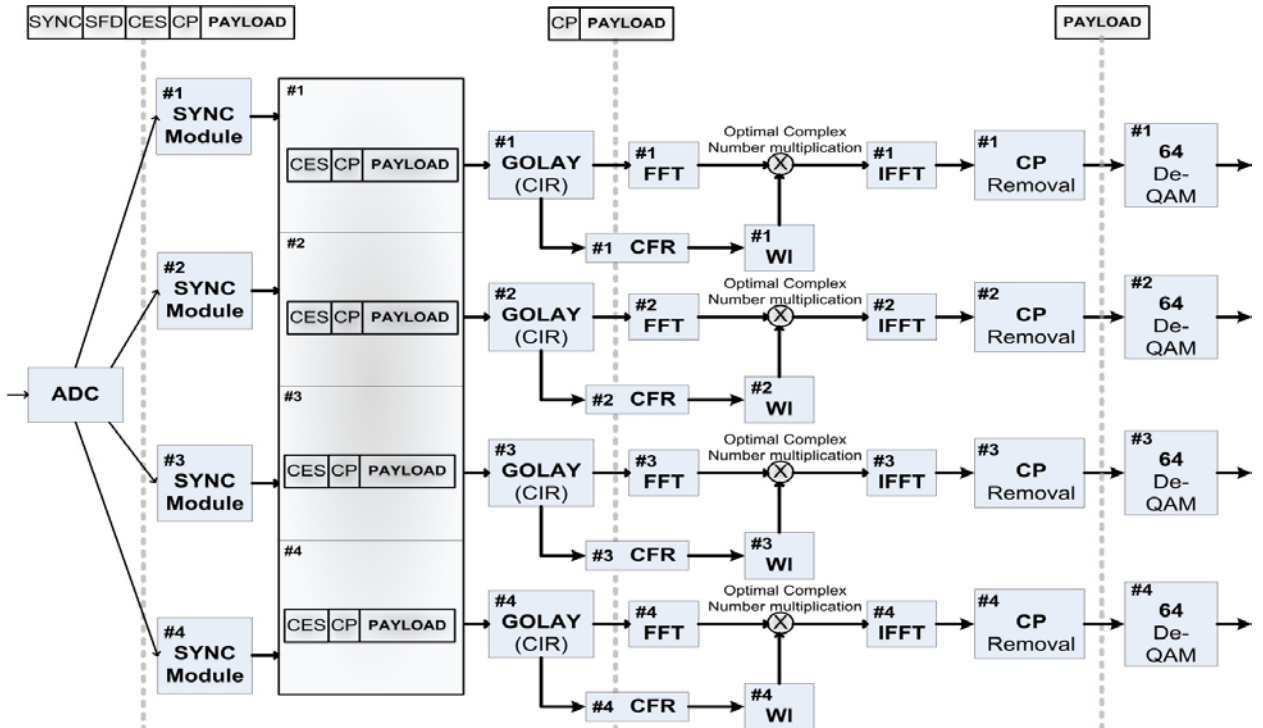 SYNC SFD CES CP PAYLOAD
CP PAYLOAD
PAYLOAD
ADC
#1
SYNC
Module
#1
CES CP PAYLOAD
#1
GOLAY
(CIR)
#1
FFT
Optimal Complex
Number multiplication
X
#1
IFFT
#1
CP
Removal
#1
64
De-
QAM
#1 CFR
#1
WI
#2
SYNC
Module
#2
CES CP PAYLOAD
#2
GOLAY
(CIR)
#2
FFT
Optimal Complex
Number multiplication
X
#2
IFFT
#2
CP
Removal
#2
64
De-
QAM
#2 CFR
#2
WI
#3
SYNC
Module
#3
CES CP PAYLOAD
#3
GOLAY
(CIR)
#3
FFT
Optimal Complex
Number multiplication
X
#3
IFFT
#3
CP
Removal
#3
64
De-
QAM
#3 CFR
#3
WI
#4
SYNC
Module
#4
CES CP PAYLOAD
#4
GOLAY
(CIR)
#4
FFT
Optimal Complex
Number multiplication
X
#4
IFFT
#4
CP
Removal
#4
64
De-
QAM
#4 CFR
#4
WI